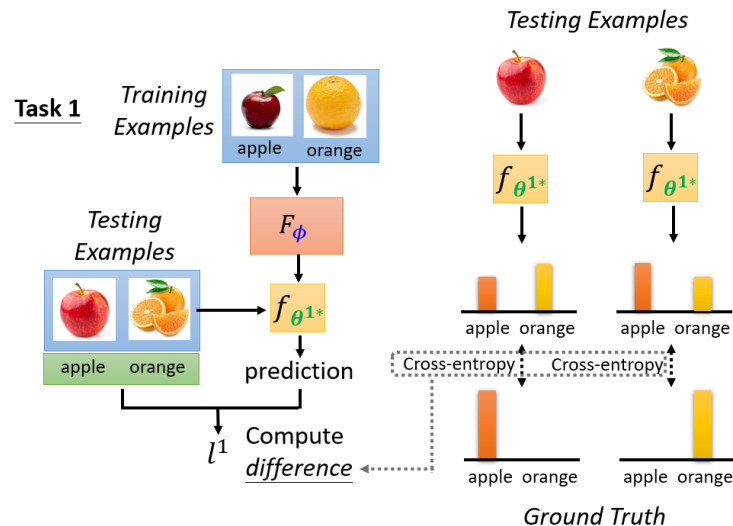 Testing Examples
Task 1
Training
Examples
apple orange
F_ϕ
f_θ¹*
f_θ¹*
Testing
Examples
apple orange
f_θ¹*
prediction
l¹
Compute
difference
apple orange
apple orange
Cross-entropy
Cross-entropy
apple orange
apple orange
Ground Truth